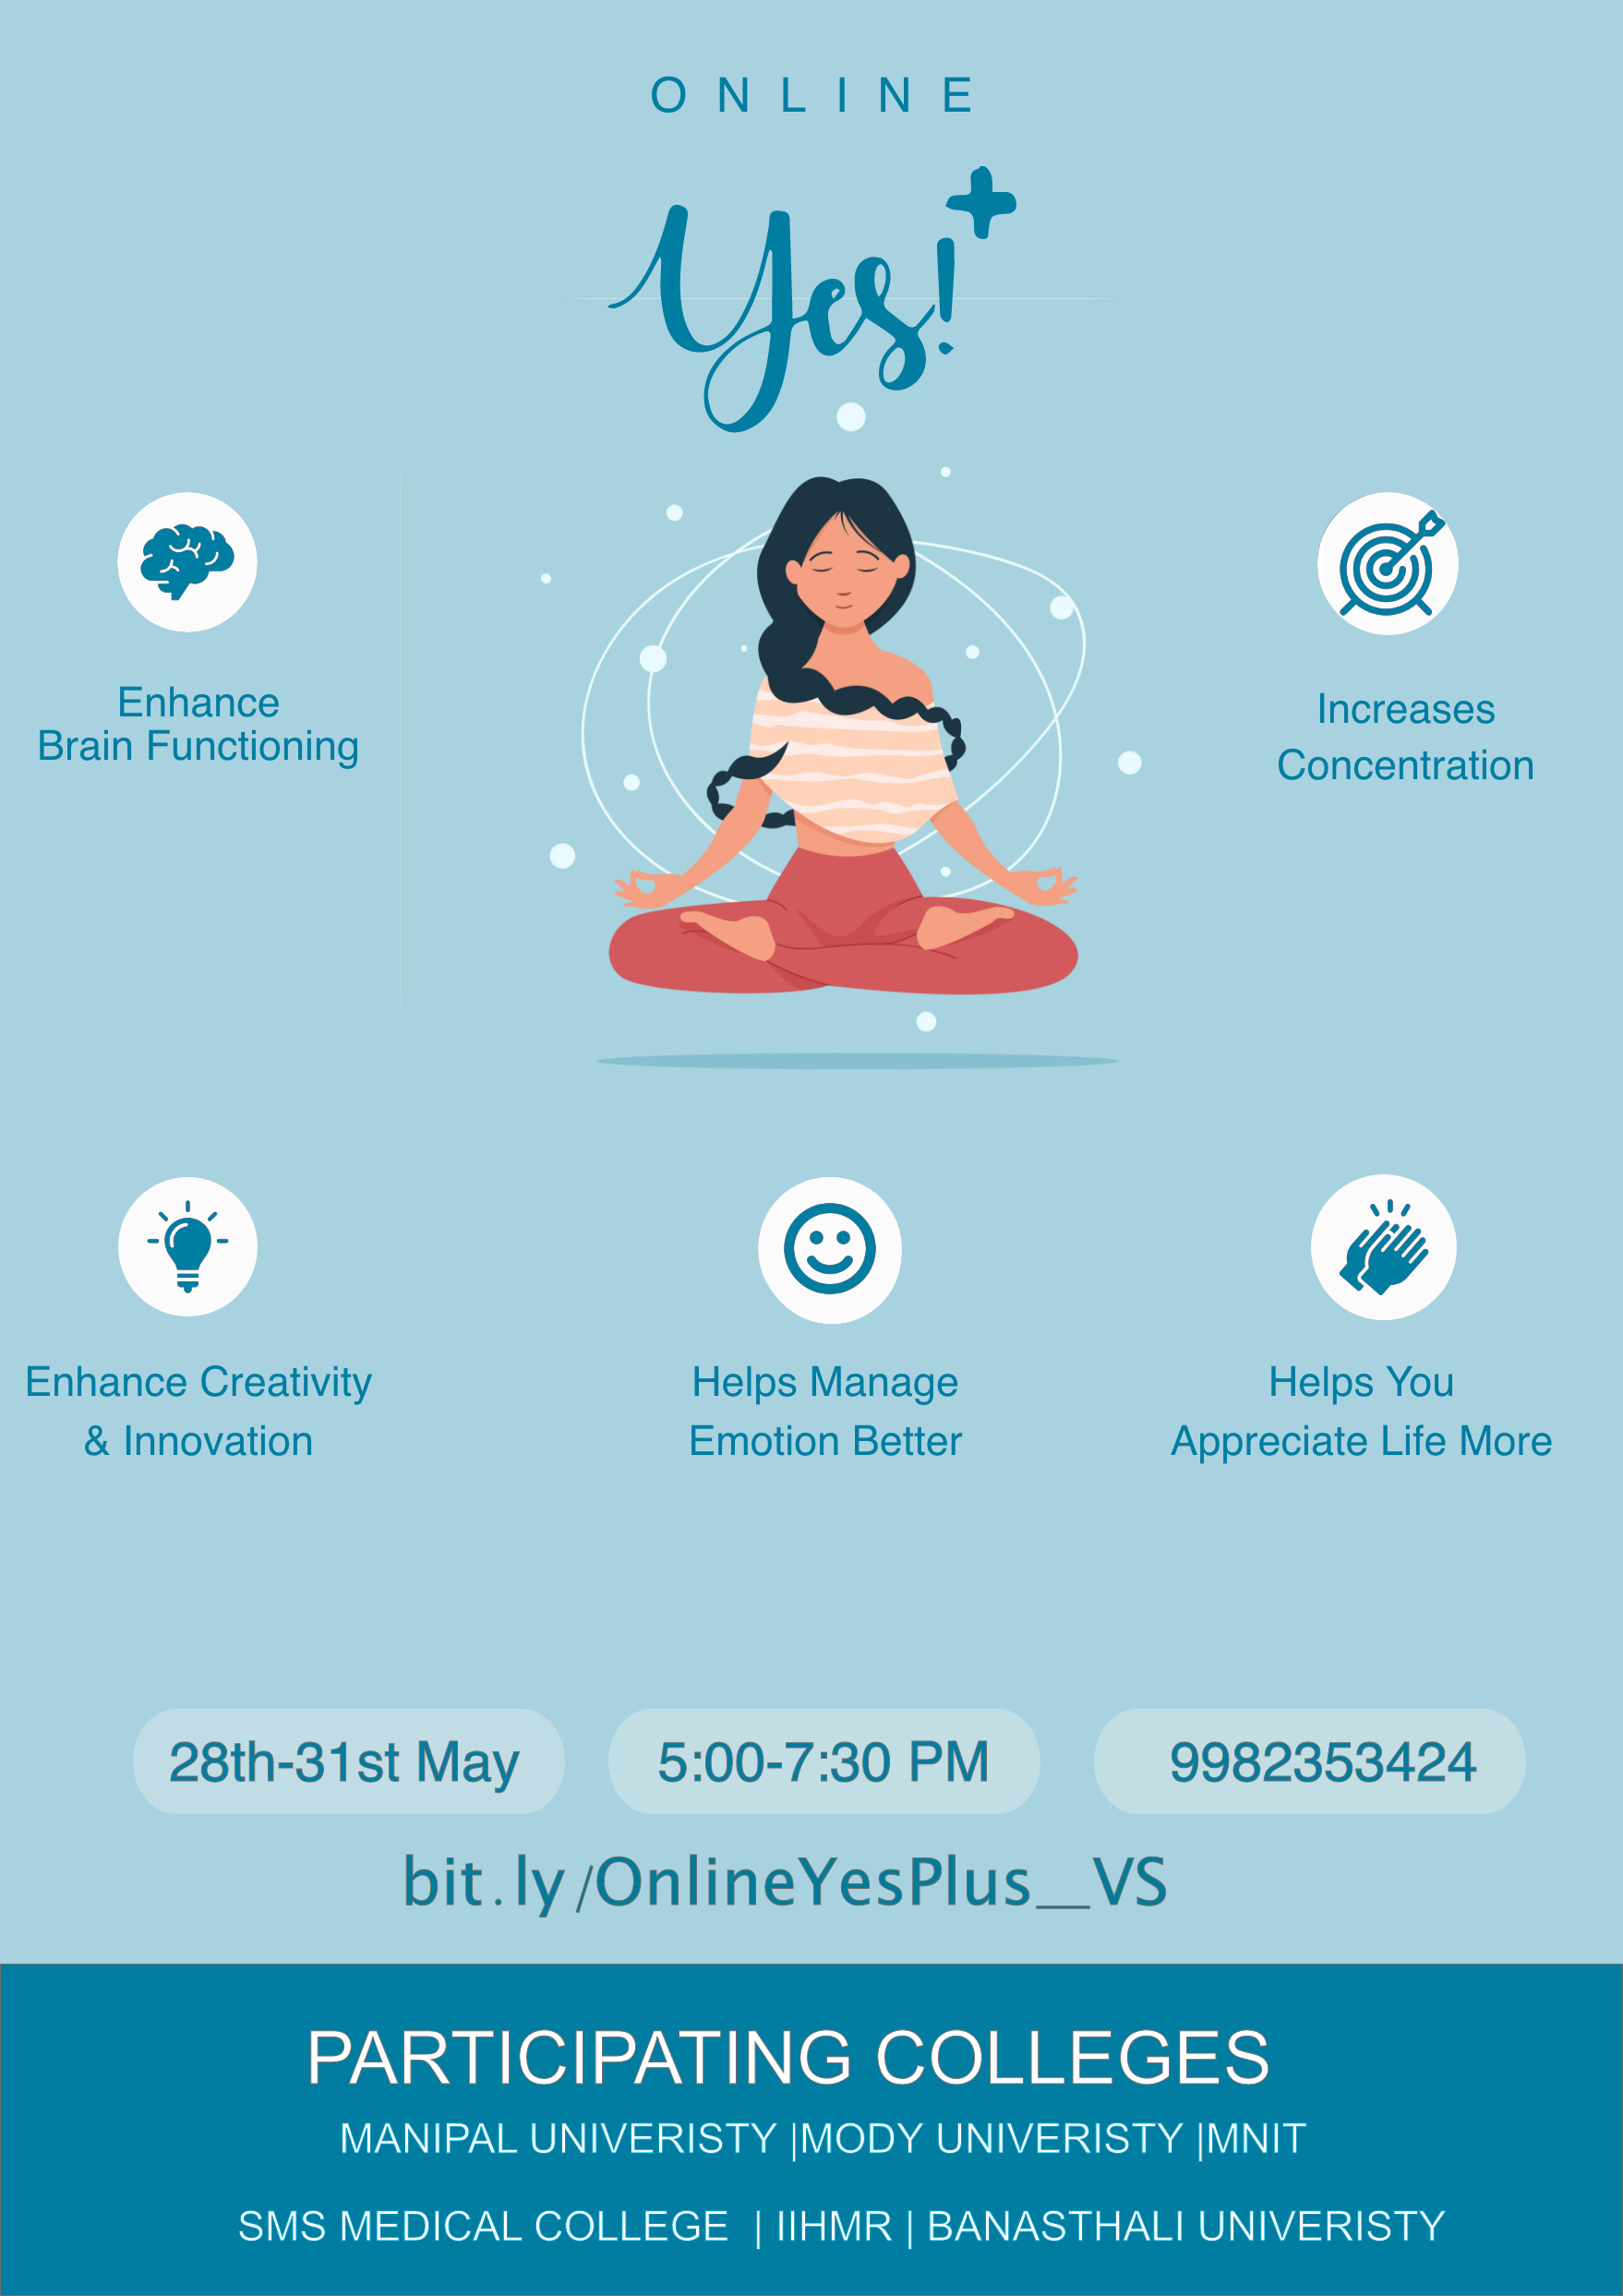 ONLINE
Yes!+
Enhance
Brain Functioning
Increases
Concentration
Enhance Creativity
& Innovation
Helps Manage
Emotion Better
Helps You
Appreciate Life More
28th-31st May
5:00-7:30 PM
9982353424
bit.ly/OnlineYesPlus__VS
PARTICIPATING COLLEGES
MANIPAL UNIVERISTY |MODY UNIVERISTY |MNIT
SMS MEDICAL COLLEGE | IIHMR | BANASTHALI UNIVERISTY